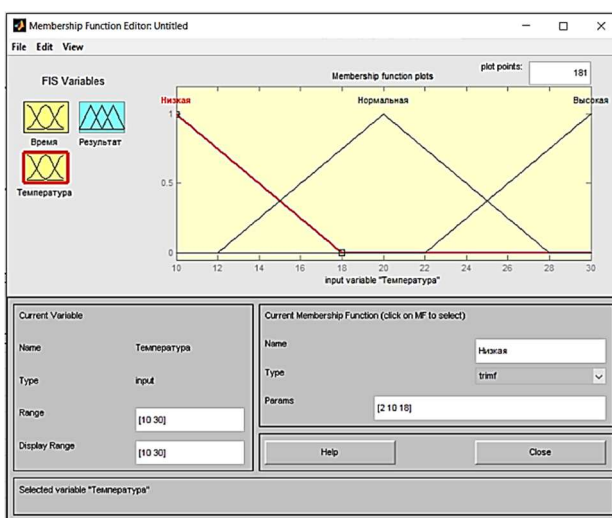 Membership Function Editor: Untitled
File Edit View
FIS Variables
Время
Результат
Температура
Membership function plots
plot points:
181
Низкая
Нормальная
Высокая
1
0.5
0
10 12 14 16 18 20 22 24 26 28 30
input variable "Температура"
Current Variable
Name Температура
Type input
Range [10 30]
Display Range [10 30]
Current Membership Function (click on MF to select)
Name Низкая
Type trimf
Params [2 10 18]
Help
Close
Selected variable "Температура"